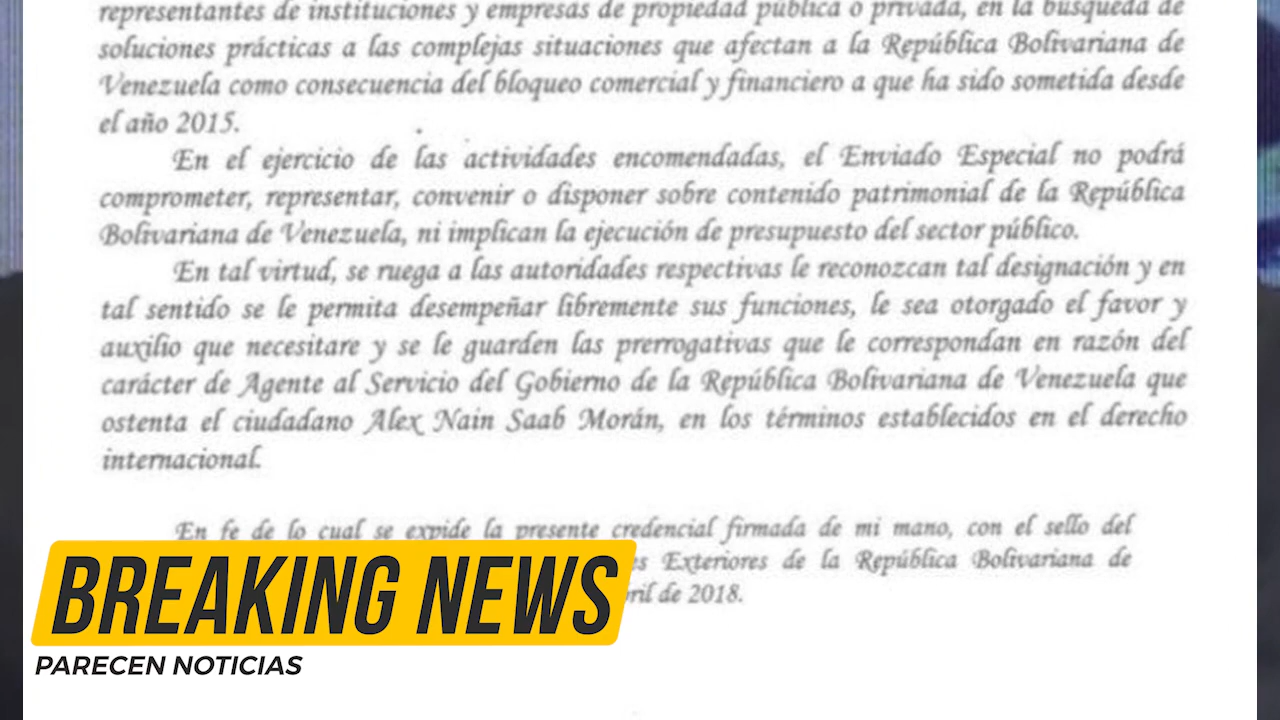 representantes de instituciones y empresas de propiedad pública o privada, en la búsqueda de
soluciones prácticas a las complejas situaciones que afectan a la República Bolivariana de
Venezuela como consecuencia del bloqueo comercial y financiero a que ha sido sometida desde
el año 2015.
En el ejercicio de las actividades encomendadas, el Enviado Especial no podrá
comprometer, representar, convenir o disponer sobre contenido patrimonial de la República
Bolivariana de Venezuela, ni implican la ejecución de presupuesto del sector público.
En tal virtud, se ruega a las autoridades respectivas le reconozcan tal designación y en
tal sentido se le permita desempeñar libremente sus funciones, le sea otorgado el favor y
auxilio que necesitare y se le guarden las prerrogativas que le correspondan en razón del
carácter de Agente al Servicio del Gobierno de la República Bolivariana de Venezuela que
ostenta el ciudadano Alex Nain Saab Morán, en los términos establecidos en el derecho
internacional.
En fe de lo cual se expide la presente credencial firmada de mi mano, con el sello del
Exteriores de la República Bolivariana de
de 2018.
BREAKING NEWS
PARECEN NOTICIAS